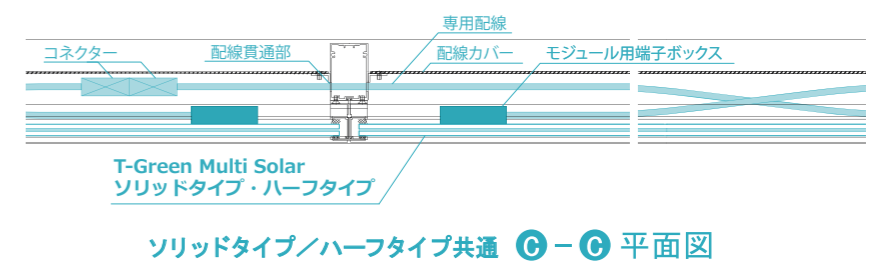 専用配線
コネクター 配線貫通部 配線カバー モジュール用端子ボックス
T-Green Multi Solar
ソリッドタイプ・ハーフタイプ
ソリッドタイプ／ハーフタイプ共通 C－C 平面図